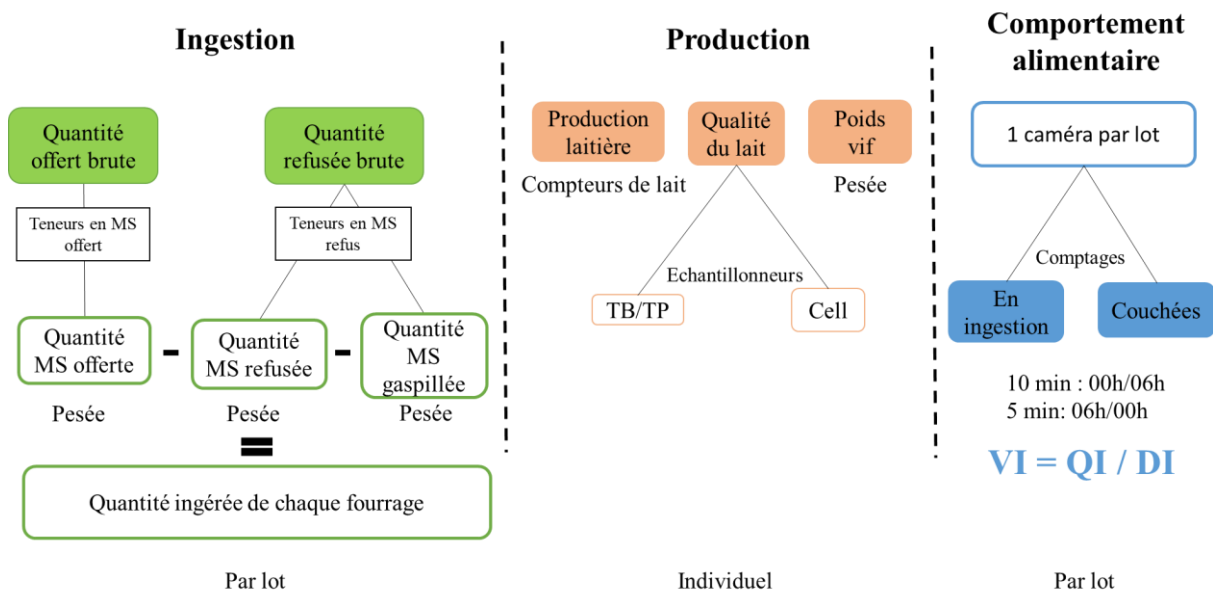 Ingestion
Quantité
offert brute
Quantité
refusée brute
Teneurs en MS
offert
Teneurs en MS
refus
Quantité
MS offerte
-
Quantité
MS refusée
-
Quantité
MS
gaspillée
Pesée
Pesée
Pesée
=
Quantité ingérée de chaque fourrage
Par lot
Production
Production
laitière
Qualité
du lait
Poids
vif
Compteurs de lait
Pesée
Echantillonneurs
TB/TP
Cell
Individuel
Comportement
alimentaire
1 caméra par lot
Comptages
En
ingestion
Couchées
10 min : 00h/06h
5 min: 06h/00h
VI = QI / DI
Par lot